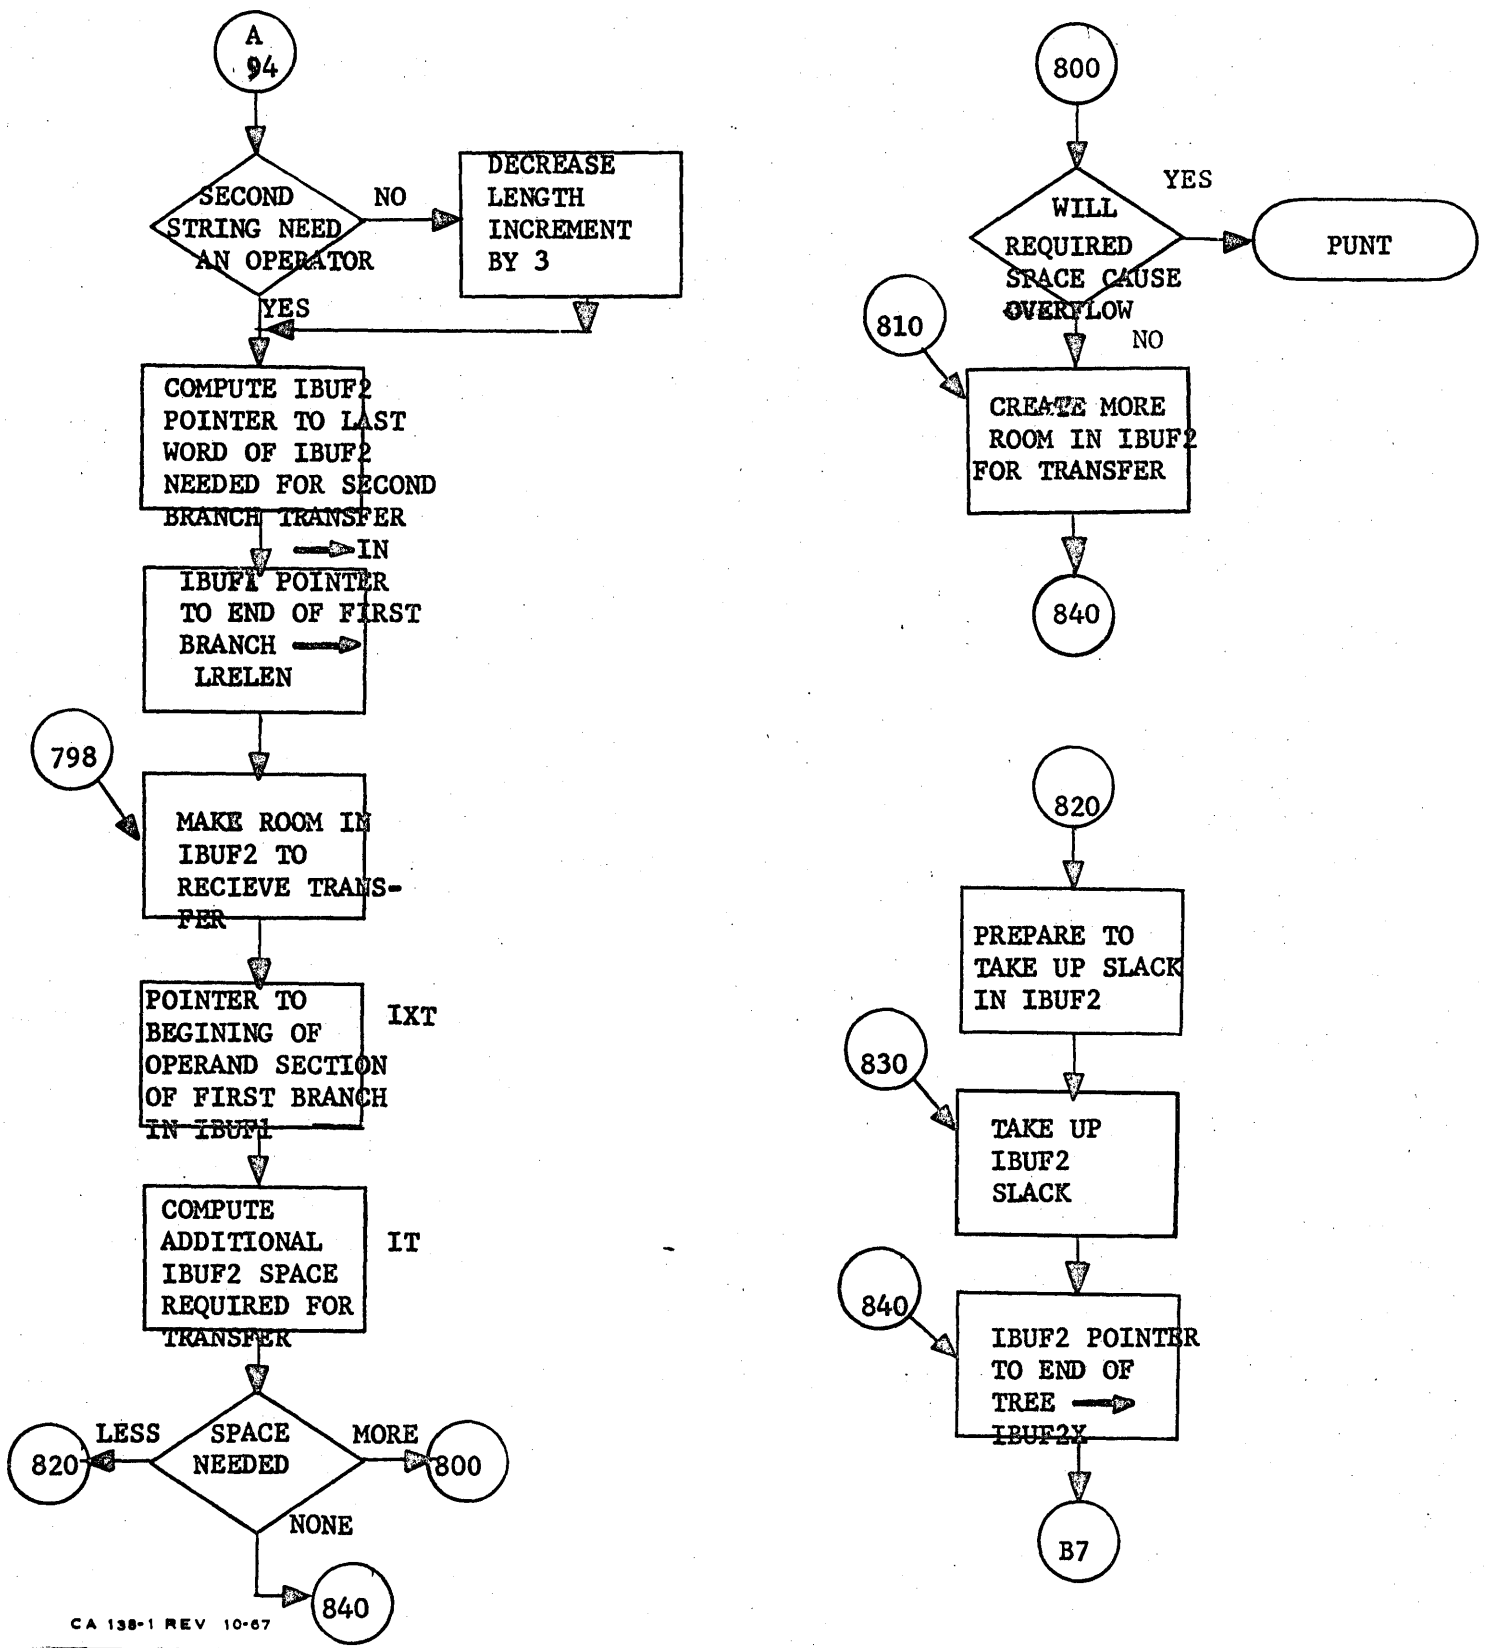 A
94
SECOND
STRING NEED
AN OPERATOR
NO
DECREASE
LENGTH
INCREMENT
BY 3
YES
COMPUTE IBUF2
POINTER TO LAST
WORD OF IBUF2
NEEDED FOR SECOND
BRANCH TRANSFER
→IN
IBUF1 POINTER
TO END OF FIRST
BRANCH →
LRELEN
798
MAKE ROOM IN
IBUF2 TO
RECIEVE TRANS-
FER
POINTER TO
BEGINING OF
OPERAND SECTION
OF FIRST BRANCH
IN IBUF1
IXT
COMPUTE
ADDITIONAL
IBUF2 SPACE
REQUIRED FOR
TRANSFER
IT
SPACE
NEEDED
LESS
820
MORE
800
NONE
840
CA 138-1 REV 10-67
800
WILL
REQUIRED
SPACE CAUSE
OVERFLOW
YES
PUNT
NO
810
CREATE MORE
ROOM IN IBUF2
FOR TRANSFER
840
820
PREPARE TO
TAKE UP SLACK
IN IBUF2
830
TAKE UP
IBUF2
SLACK
840
IBUF2 POINTER
TO END OF
TREE →
IBUF2X
B7